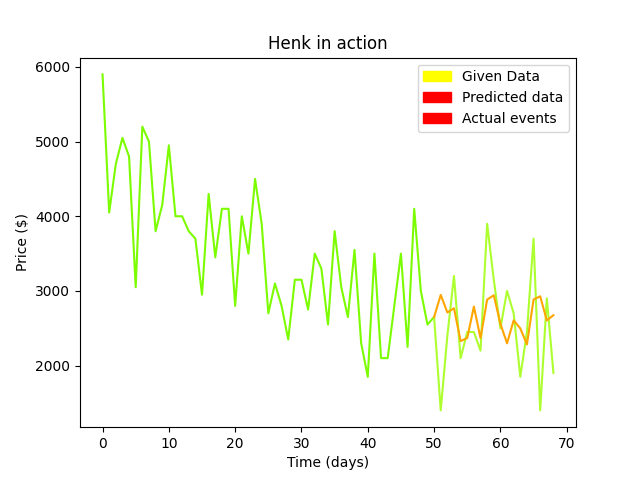 Henk in action
Given Data
Predicted data
Actual events
Price ($)
6000
5000
4000
3000
2000
0 10 20 30 40 50 60 70
Time (days)